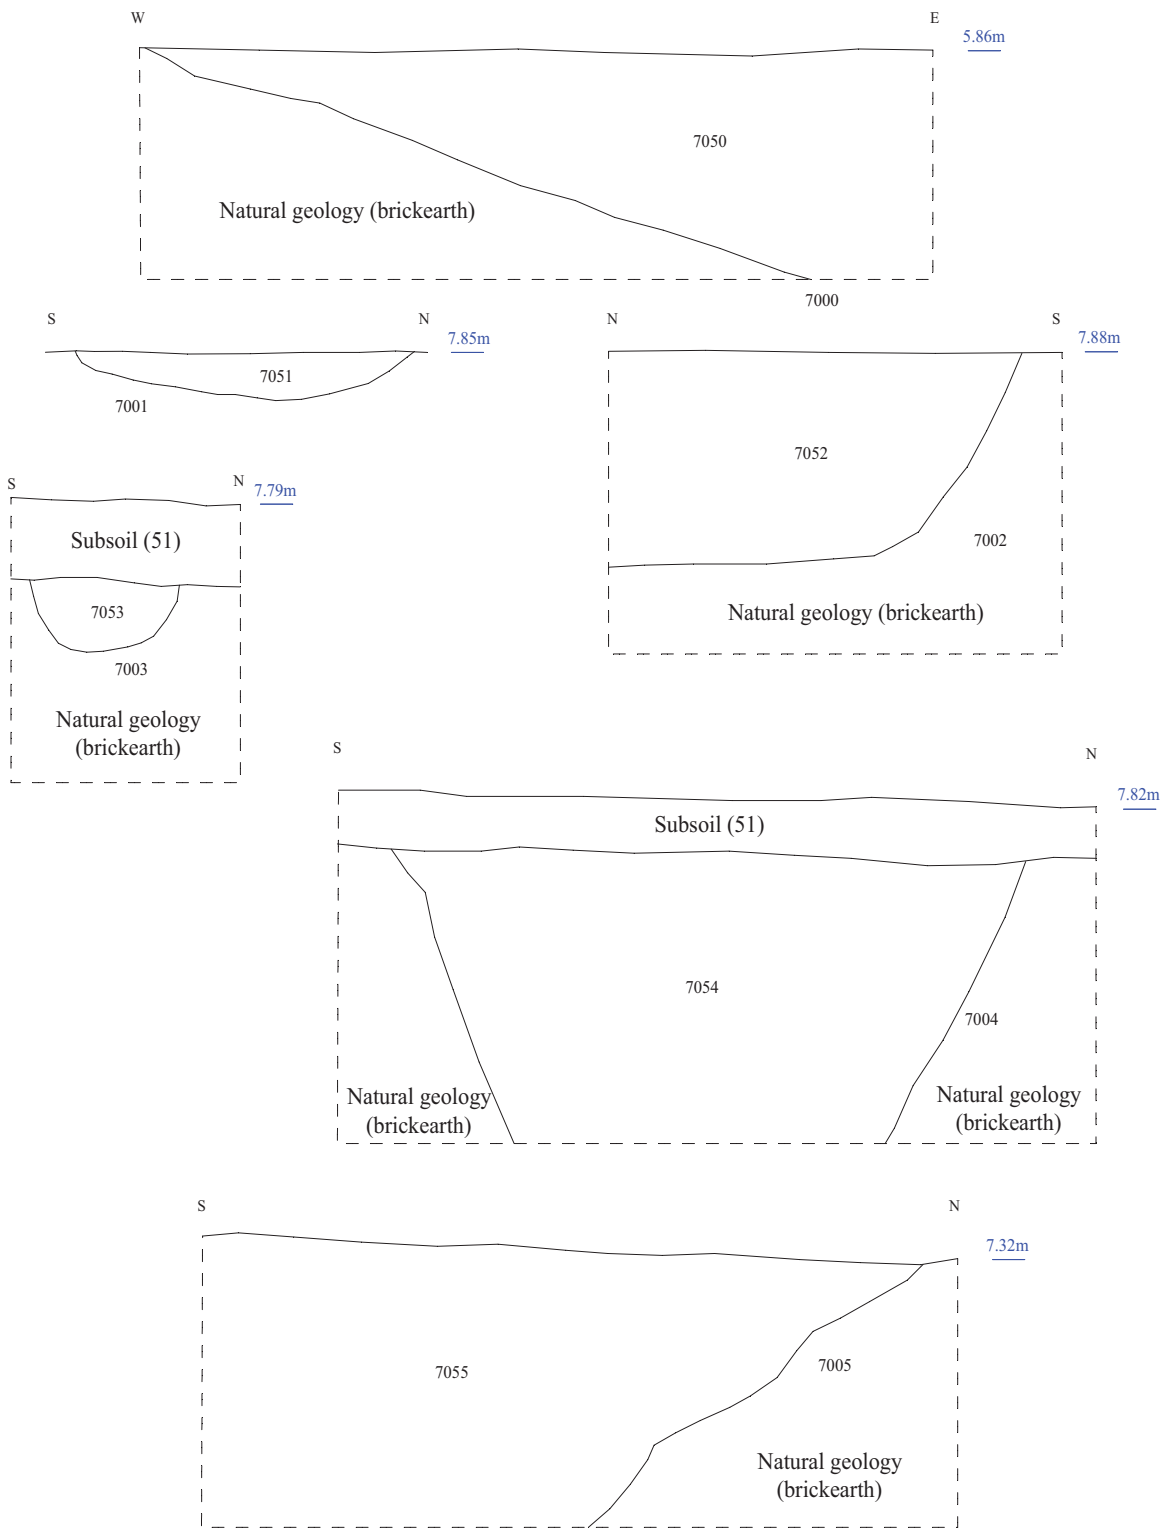 W
E
5.86m
7050
Natural geology (brickearth)
7000
S
N
7.85m
7051
7001
N
S
7.88m
7052
7002
Natural geology (brickearth)
S
N
7.79m
Subsoil (51)
7053
7003
Natural geology
(brickearth)
S
N
7.82m
Subsoil (51)
7054
7004
Natural geology
(brickearth)
Natural geology
(brickearth)
S
N
7.32m
7055
7005
Natural geology
(brickearth)